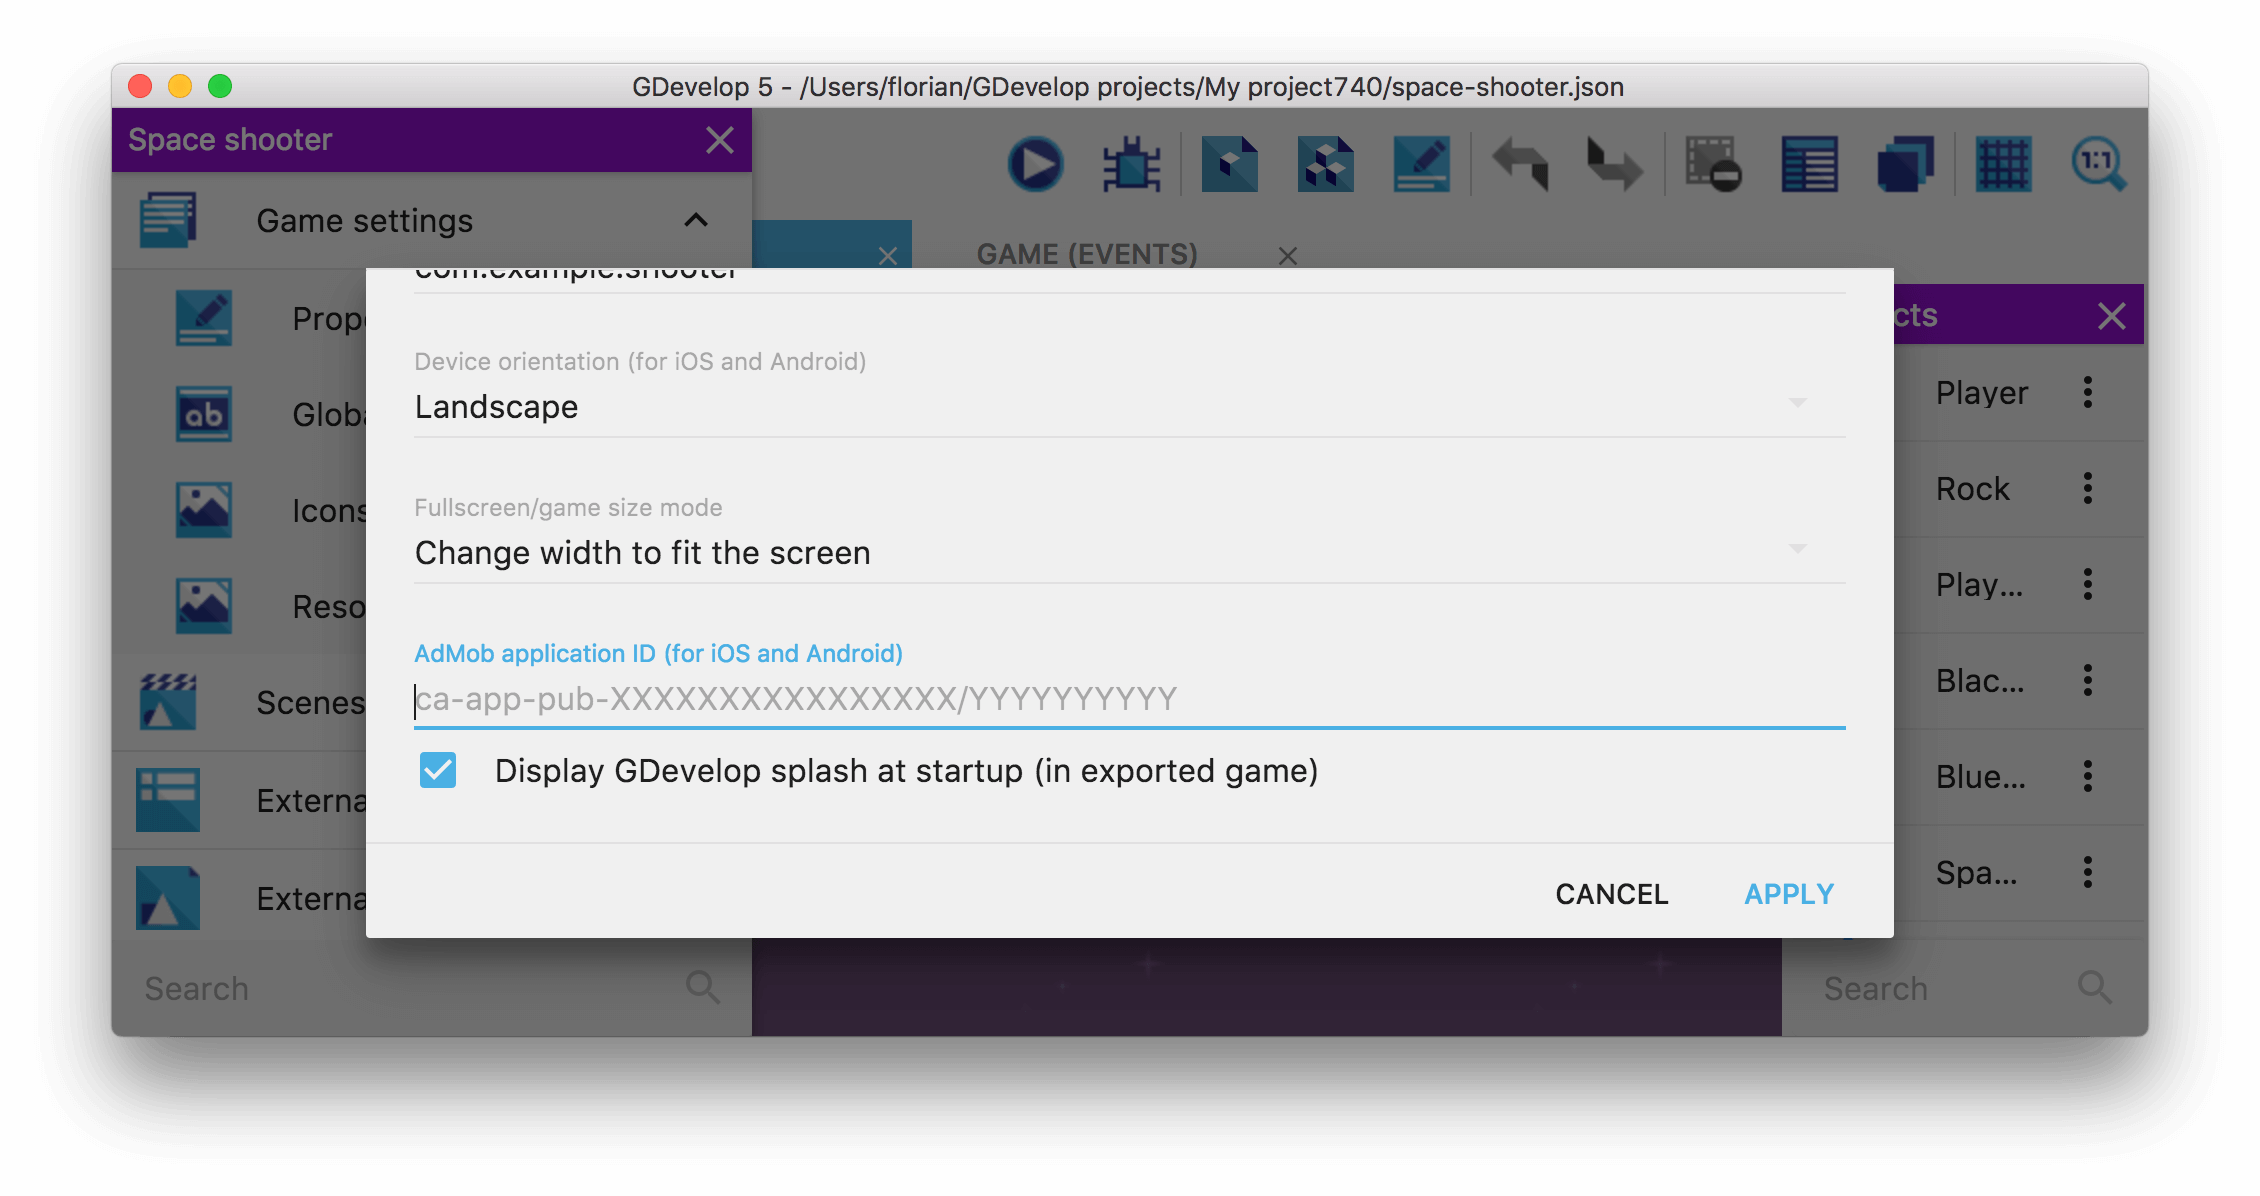 GDevelop 5 - /Users/florian/GDevelop projects/My project740/space-shooter.json
Space shooter
1:1
Game settings
GAME (EVENTS)
com.example.shooter
Prop
cts
Device orientation (for iOS and Android)
Landscape
Player
ab
Glob
Fullscreen/game size mode
Rock
Icons
Change width to fit the screen
Play...
Reso
AdMob application ID (for iOS and Android)
Blac...
Scenes
ca-app-pub-XXXXXXXXXXXXXXXX/YYYYYYYYYY
Display GDevelop splash at startup (in exported game)
Blue...
Externa
Spa...
Externa
CANCEL APPLY
Search
Search